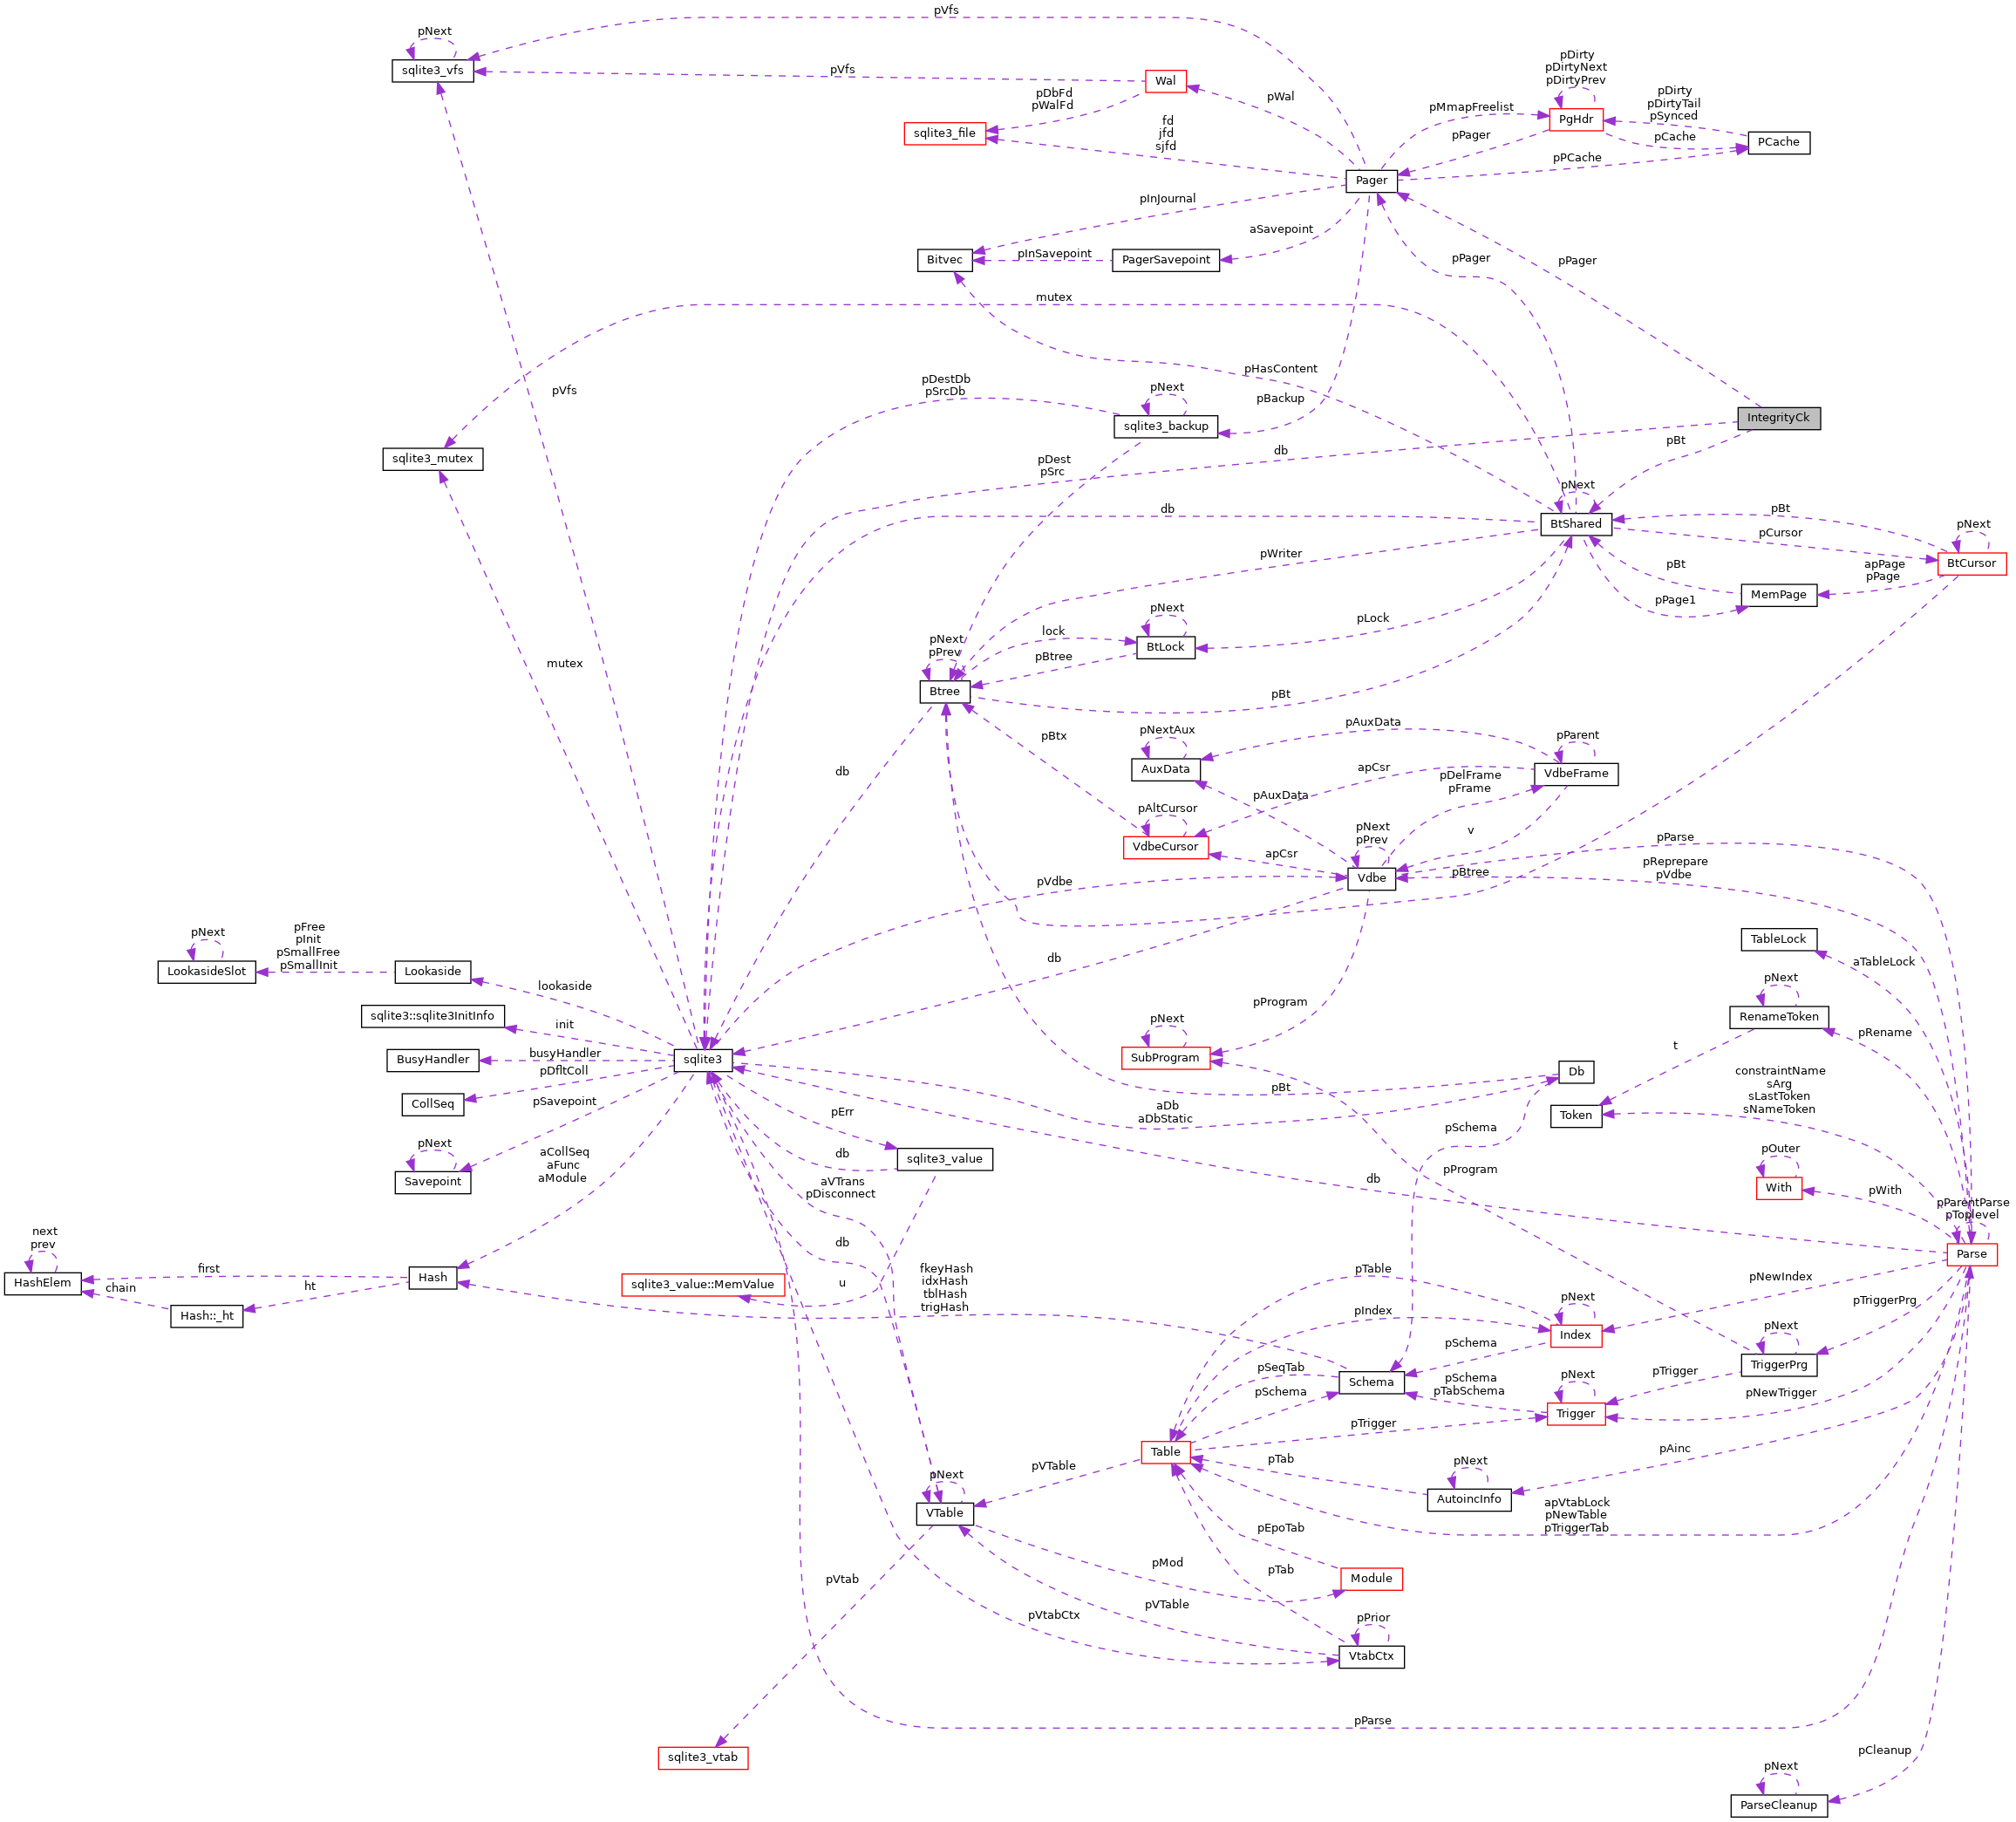 pVfs
pNext
sqlite3_vfs
pVfs
Wal
pDbFd
pWalFd
sqlite3_file
fd
jfd
sjfd
pWal
pMmapFreelist
pDirty
pDirtyNext
pDirtyPrev
PgHdr
pDirty
pDirtyTail
pSynced
pCache
PCache
pPager
pPCache
Pager
pInJournal
aSavepoint
Bitvec
pInSavepoint
PagerSavepoint
pPager
pPager
mutex
pHasContent
pBackup
pVfs
pDestDb
pSrcDb
pNext
sqlite3_backup
IntegrityCk
sqlite3_mutex
pDest
pSrc
db
pBt
pNext
BtShared
db
pBt
pCursor
pNext
BtCursor
pWriter
pBt
apPage
pPage
MemPage
pPage1
pLock
pNext
BtLock
lock
pBtree
pNext
pPrev
Btree
mutex
pBt
pBtx
pNextAux
AuxData
pAuxData
pParent
VdbeFrame
db
apCsr
pDelFrame
pFrame
pAuxData
pAltCursor
VdbeCursor
apCsr
pNext
pPrev
Vdbe
v
pParse
pBtree
pReprepare
pVdbe
pVdbe
pNext
LookasideSlot
pFree
pInit
pSmallFree
pSmallInit
Lookaside
lookaside
db
TableLock
aTableLock
sqlite3::sqlite3InitInfo
init
pProgram
pNext
RenameToken
pRename
BusyHandler
busyHandler
sqlite3
pNext
SubProgram
t
pDfltColl
CollSeq
pSavepoint
pErr
aDb
aDbStatic
pBt
Db
Token
constraintName
sArg
sLastToken
sNameToken
pNext
Savepoint
aCollSeq
aFunc
aModule
db
sqlite3_value
aVTrans
pDisconnect
pSchema
pProgram
db
pOuter
With
pWith
pParentParse
pToplevel
Parse
next
prev
HashElem
first
chain
Hash
ht
Hash::_ht
db
sqlite3_value::MemValue
u
fkeyHash
idxHash
tblHash
trigHash
pTable
pIndex
pNext
Index
pNewIndex
pTriggerPrg
pNext
TriggerPrg
pSchema
pSeqTab
pSchema
Schema
pSchema
pTabSchema
pNext
Trigger
pTrigger
pNewTrigger
pTrigger
Table
pVTable
pTab
pNext
AutoincInfo
pAinc
pNext
VTable
apVtabLock
pNewTable
pTriggerTab
pEpoTab
pMod
Module
pTab
pVtab
pVtabCtx
pVTable
pPrior
VtabCtx
pParse
sqlite3_vtab
pCleanup
pNext
ParseCleanup